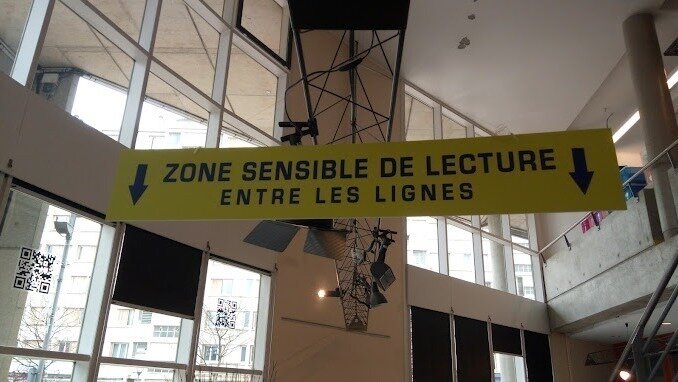 ZONE SENSIBLE DE LECTURE
ENTRE LES LIGNES